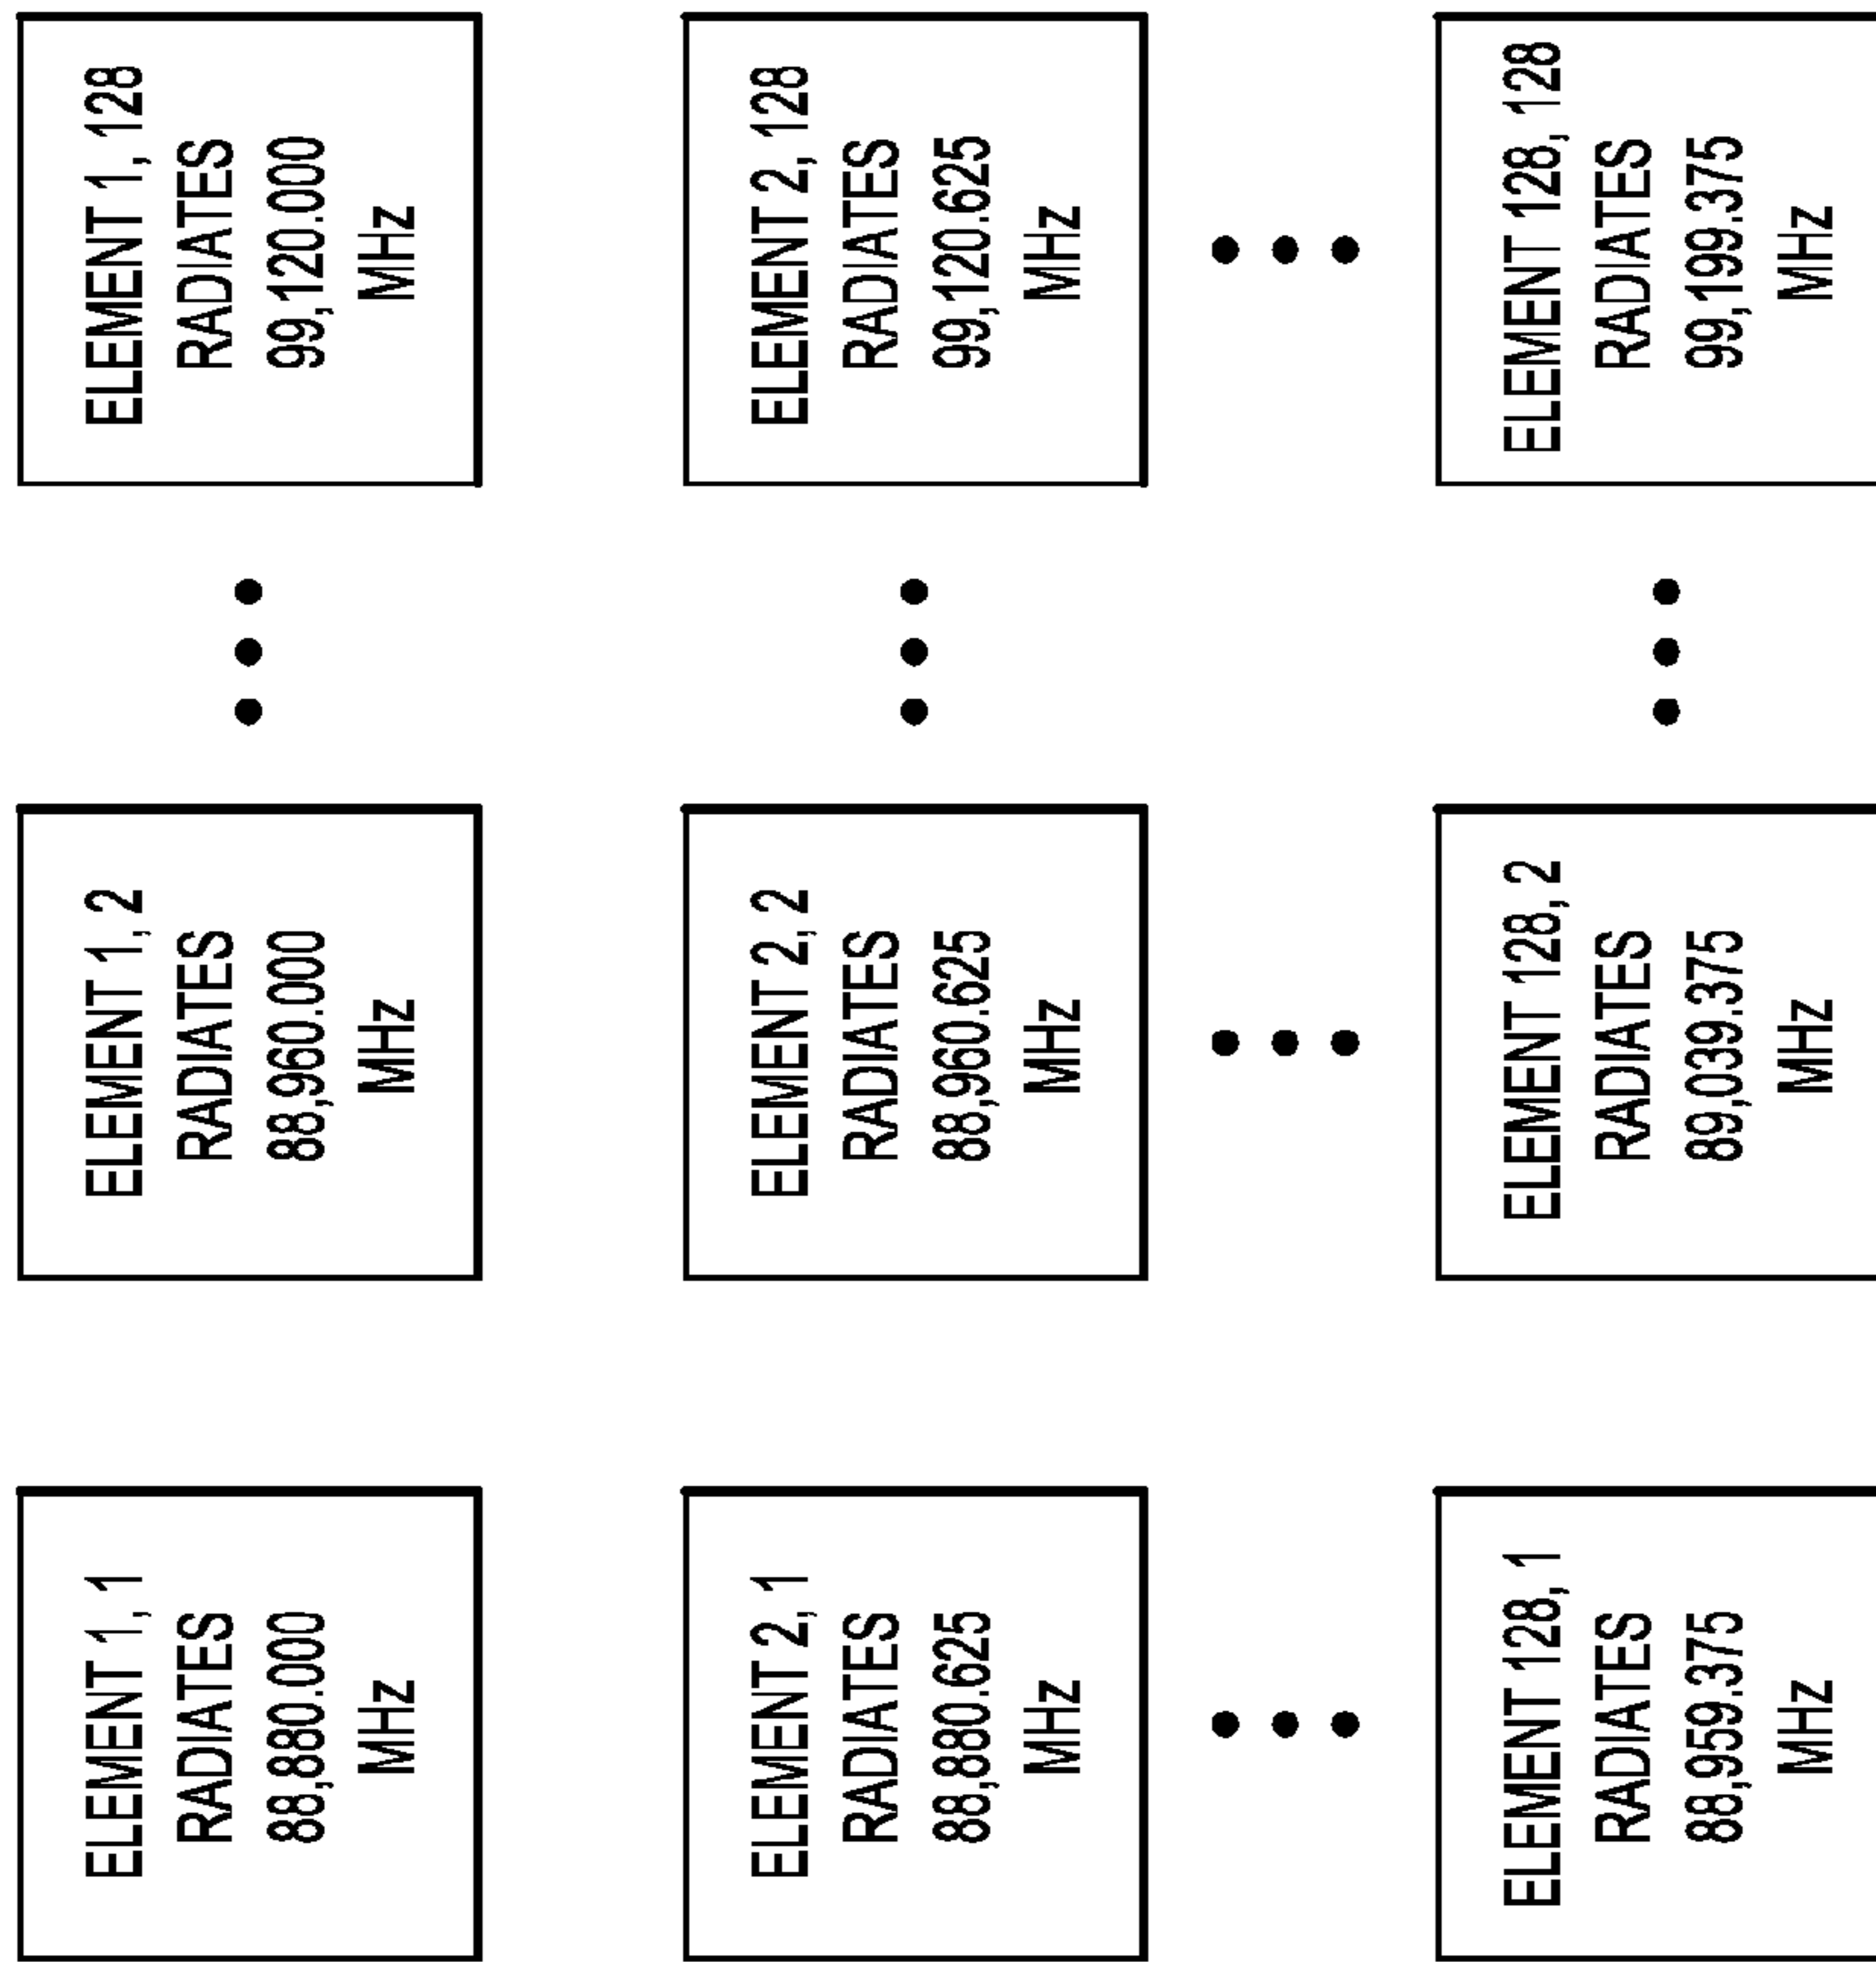 ELEMENT 1, 1
RADIATES
88,880.000
MHz
ELEMENT 1, 2
RADIATES
88,960.000
MHz
ELEMENT 1, 128
RADIATES
99,120.000
MHz
ELEMENT 2, 1
RADIATES
88,880.625
MHz
ELEMENT 2, 2
RADIATES
88,960.625
MHz
ELEMENT 2, 128
RADIATES
99,120.625
MHz
ELEMENT 128, 1
RADIATES
88,959.375
MHz
ELEMENT 128, 2
RADIATES
89,039.375
MHz
ELEMENT 128, 128
RADIATES
99,199.375
MHz